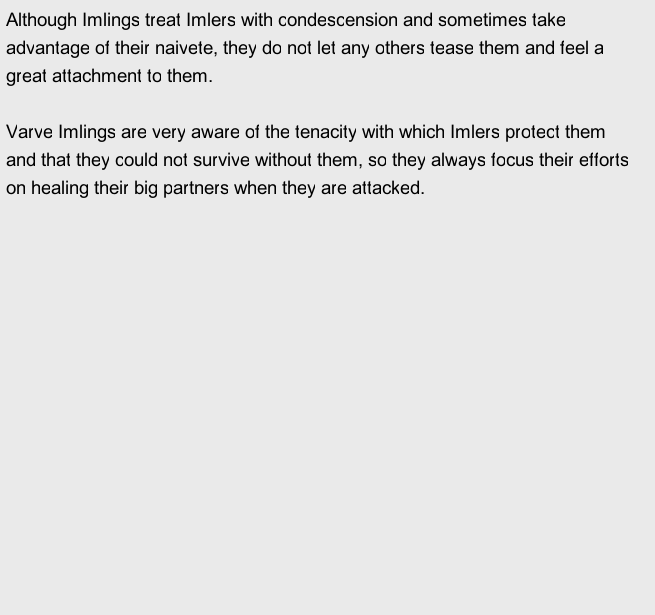 Although Imlings treat Imlers with condescension and sometimes take
advantage of their naivete, they do not let any others tease them and feel a
great attachment to them.
Varve Imlings are very aware of the tenacity with which Imlers protect them
and that they could not survive without them, so they always focus their efforts
on healing their big partners when they are attacked.